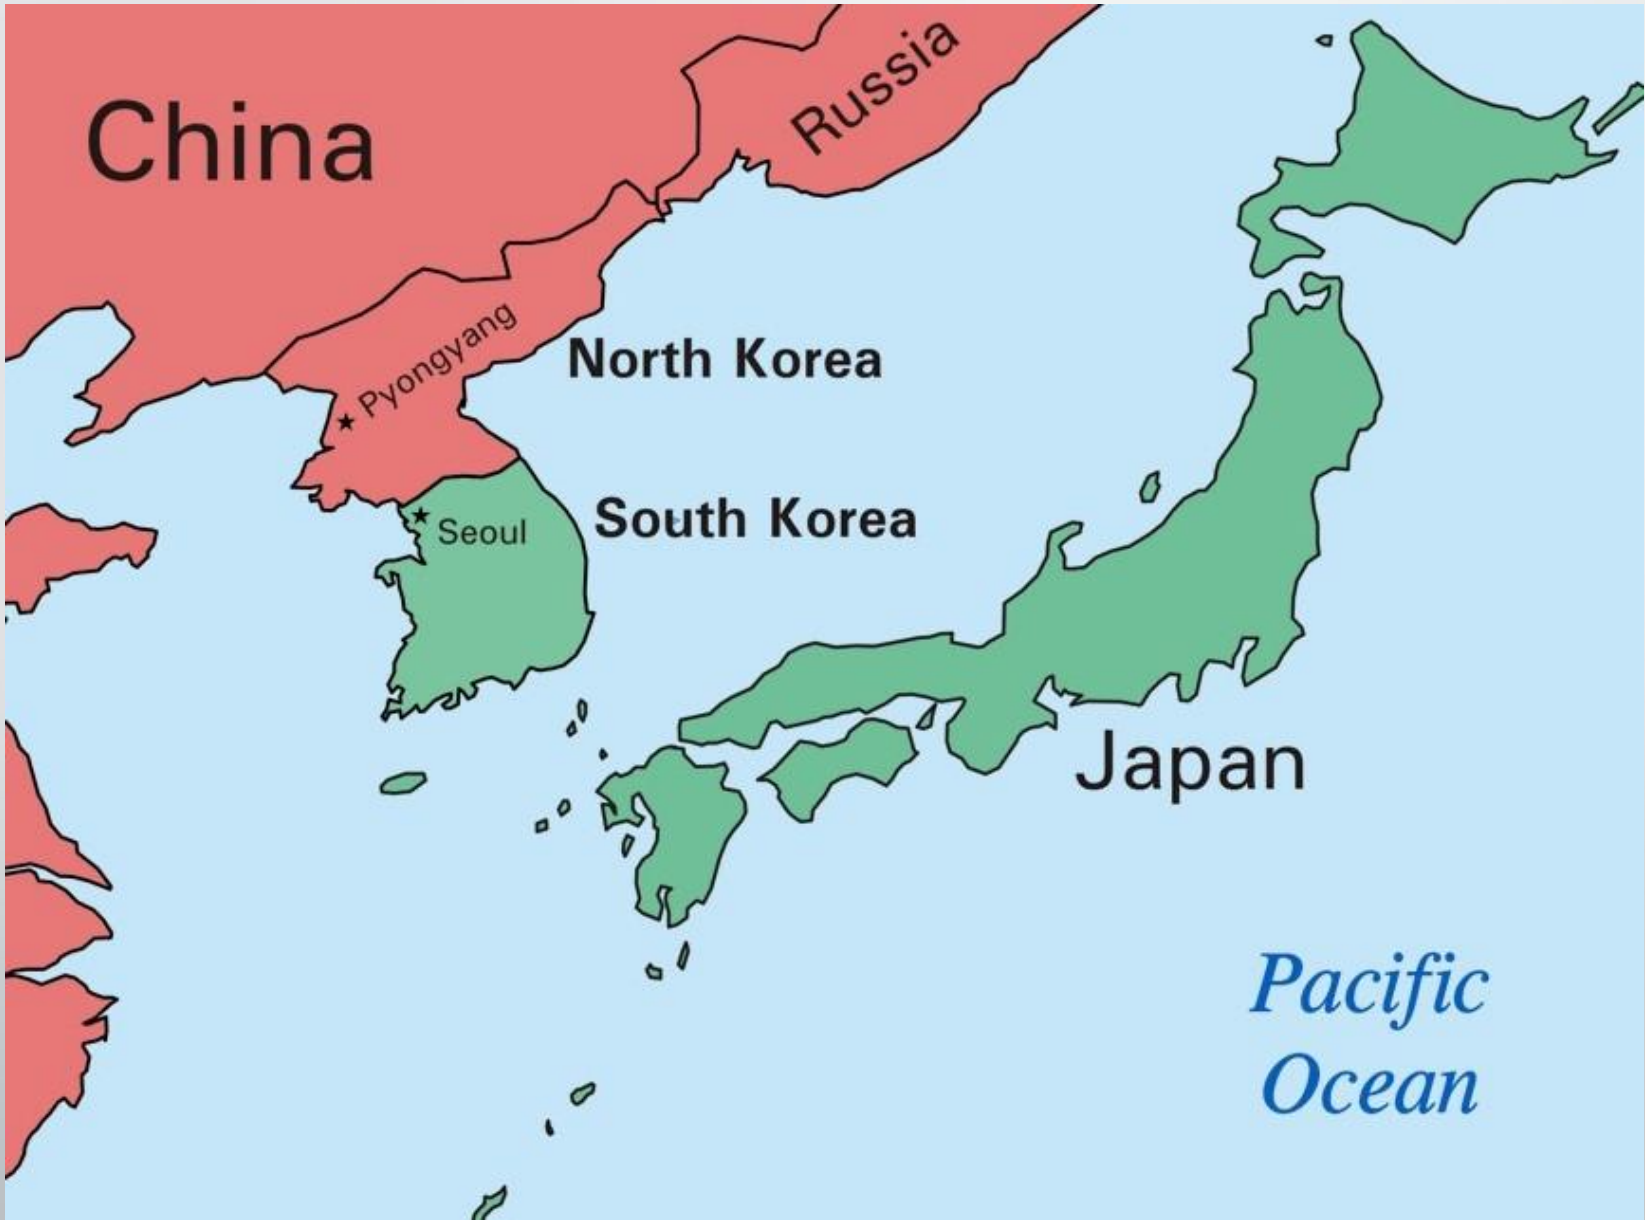 China
Russia
Pyongyang
North Korea
South Korea
Seoul
Japan
Pacific
Ocean